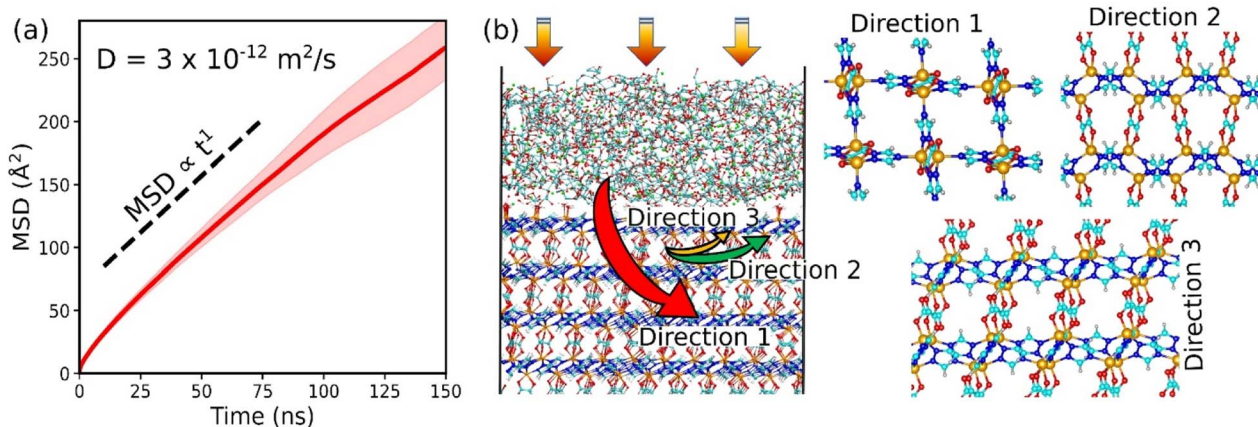 (a)
D = 3 x 10⁻¹² m²/s
MSD ∝ t¹
MSD (Å²)
250
200
150
100
50
0
0 25 50 75 100 125 150
Time (ns)
(b)
Direction 3
Direction 2
Direction 1
Direction 1
Direction 2
Direction 3